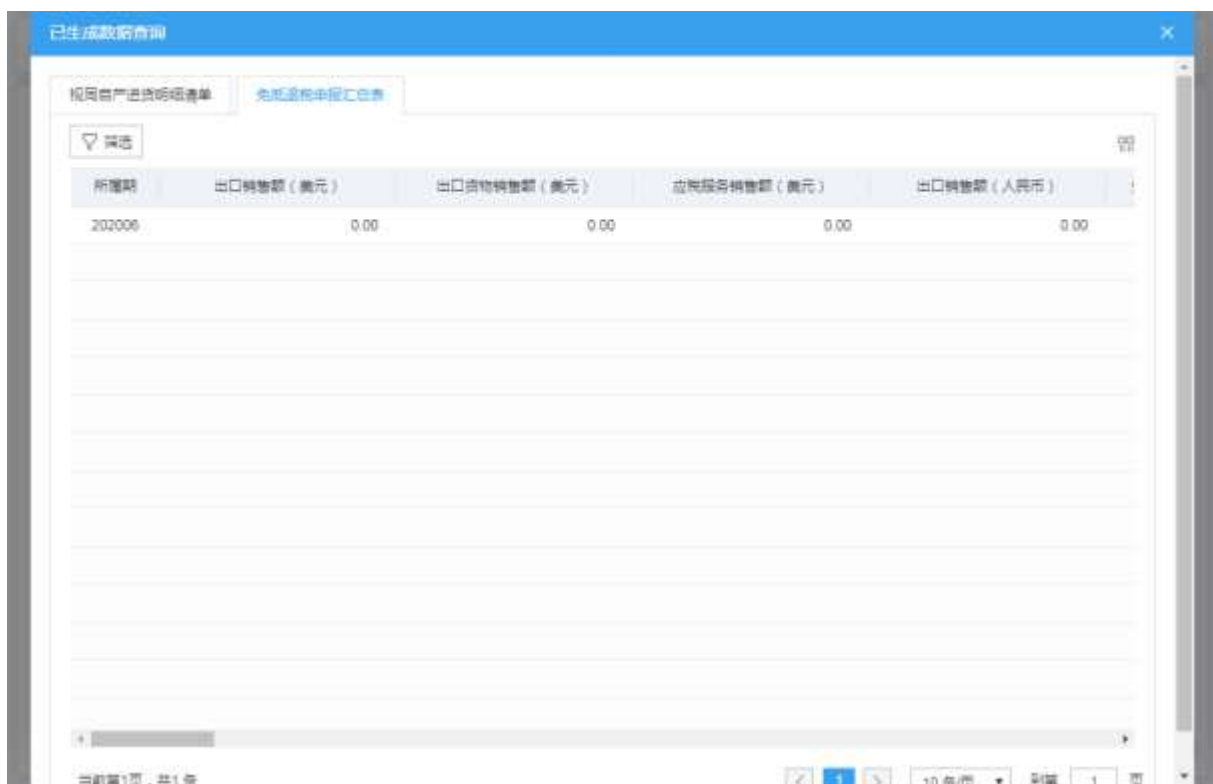 已生成数据查询
视同自产进货明细清单 免抵退税申报汇总表
筛选
所属期 出口销售额（美元） 出口货物销售额（美元） 应税服务销售额（美元） 出口销售额（人民币）
202006 0.00 0.00 0.00 0.00
当前第1页，共1条 1 10 条/页 到第 1 页